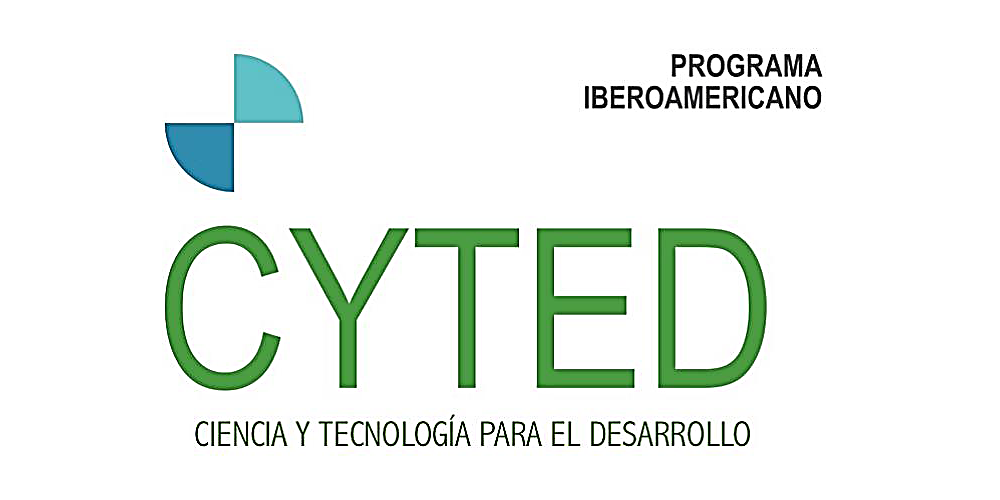 PROGRAMA
IBEROAMERICANO
CYTED
CIENCIA Y TECNOLOGÍA PARA EL DESARROLLO